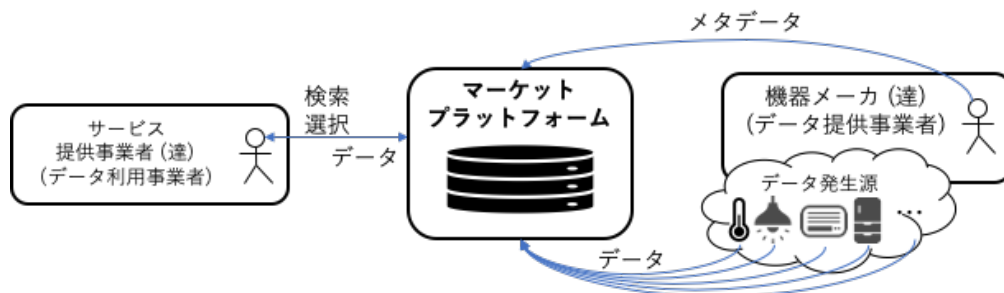 メタデータ
マーケット
プラットフォーム
検索
選択
データ
サービス
提供事業者 (達)
(データ利用事業者)
機器メーカ (達)
(データ提供事業者)
データ発生源
…
データ